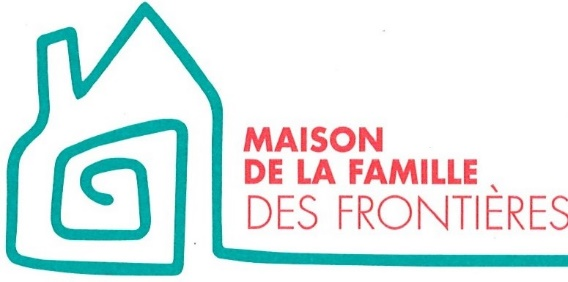 MAISON
DE LA FAMILLE
DES FRONTIÈRES